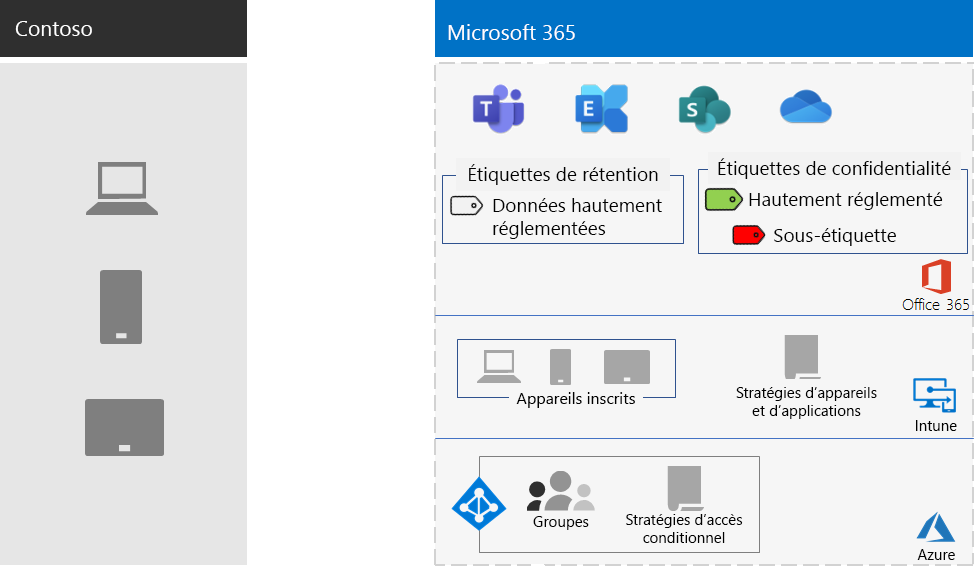 Contoso
Microsoft 365
T
E
S
Étiquettes de rétention
Données hautement
réglementées
Étiquettes de confidentialité
Hautement réglementé
Sous-étiquette
Office 365
Appareils inscrits
Stratégies d'appareils
et d'applications
Intune
Groupes
Stratégies d'accès
conditionnel
Azure